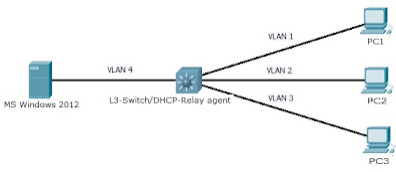 VLAN 1
PC1
VLAN 4
VLAN 2
MS Windows 2012
L3-Switch/DHCP-Relay agent
PC2
VLAN 3
PC3